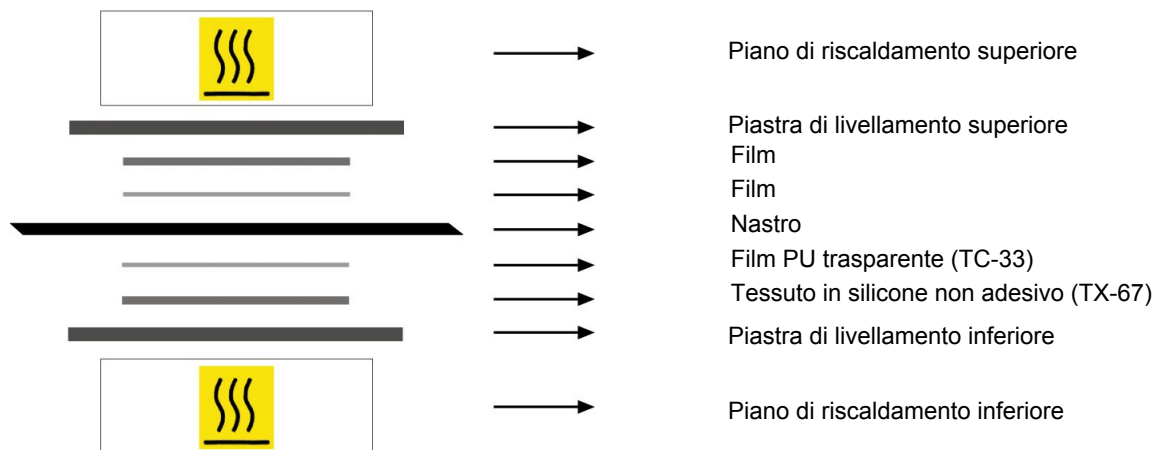 Piano di riscaldamento superiore
Piastra di livellamento superiore
Film
Film
Nastro
Film PU trasparente (TC-33)
Tessuto in silicone non adesivo (TX-67)
Piastra di livellamento inferiore
Piano di riscaldamento inferiore